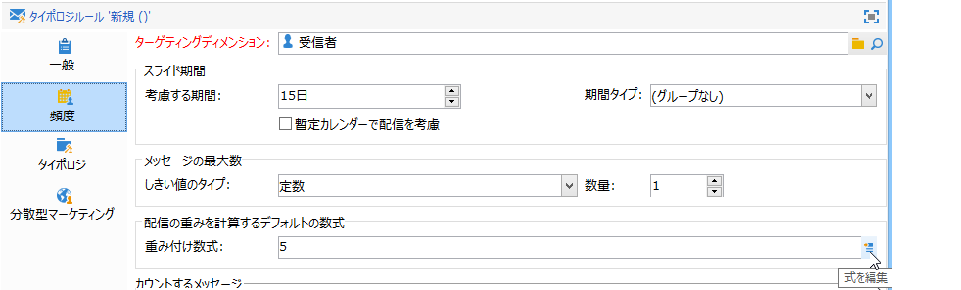 タイポロジルール '新規 ()'
一般
頻度
タイポロジ
分散型マーケティング
ターゲティングディメンション: 受信者
スライド期間
考慮する期間: 15日 期間タイプ: (グループなし)
暫定カレンダーで配信を考慮
メッセージの最大数
しきい値のタイプ: 定数 数量: 1
配信の重みを計算するデフォルトの数式
重み付け数式: 5
式を編集
カウントするメッセージ